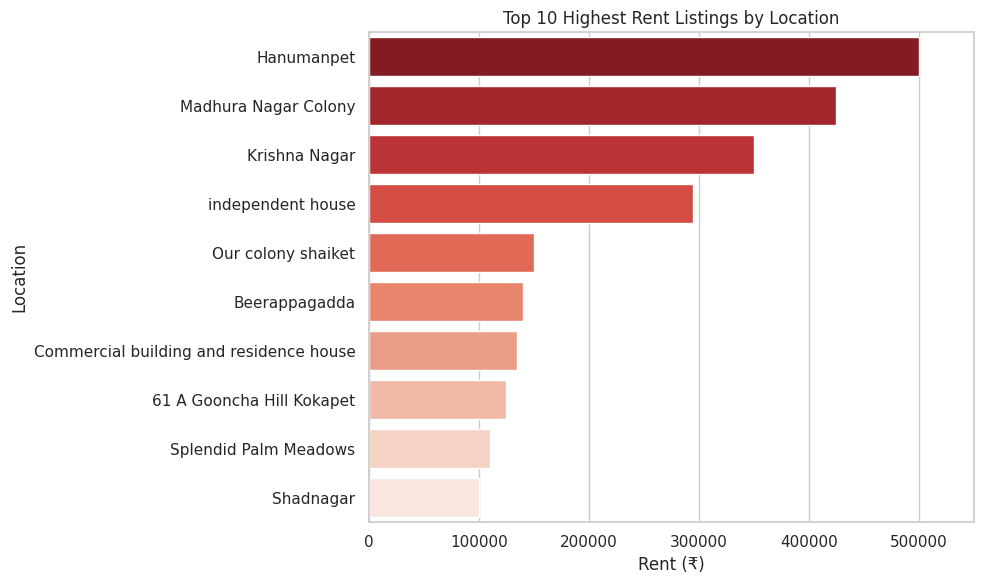 Top 10 Highest Rent Listings by Location
Location
Hanumanpet
Madhura Nagar Colony
Krishna Nagar
independent house
Our colony shaiket
Beerappagadda
Commercial building and residence house
61 A Gooncha Hill Kokapet
Splendid Palm Meadows
Shadnagar
0 100000 200000 300000 400000 500000
Rent (₹)